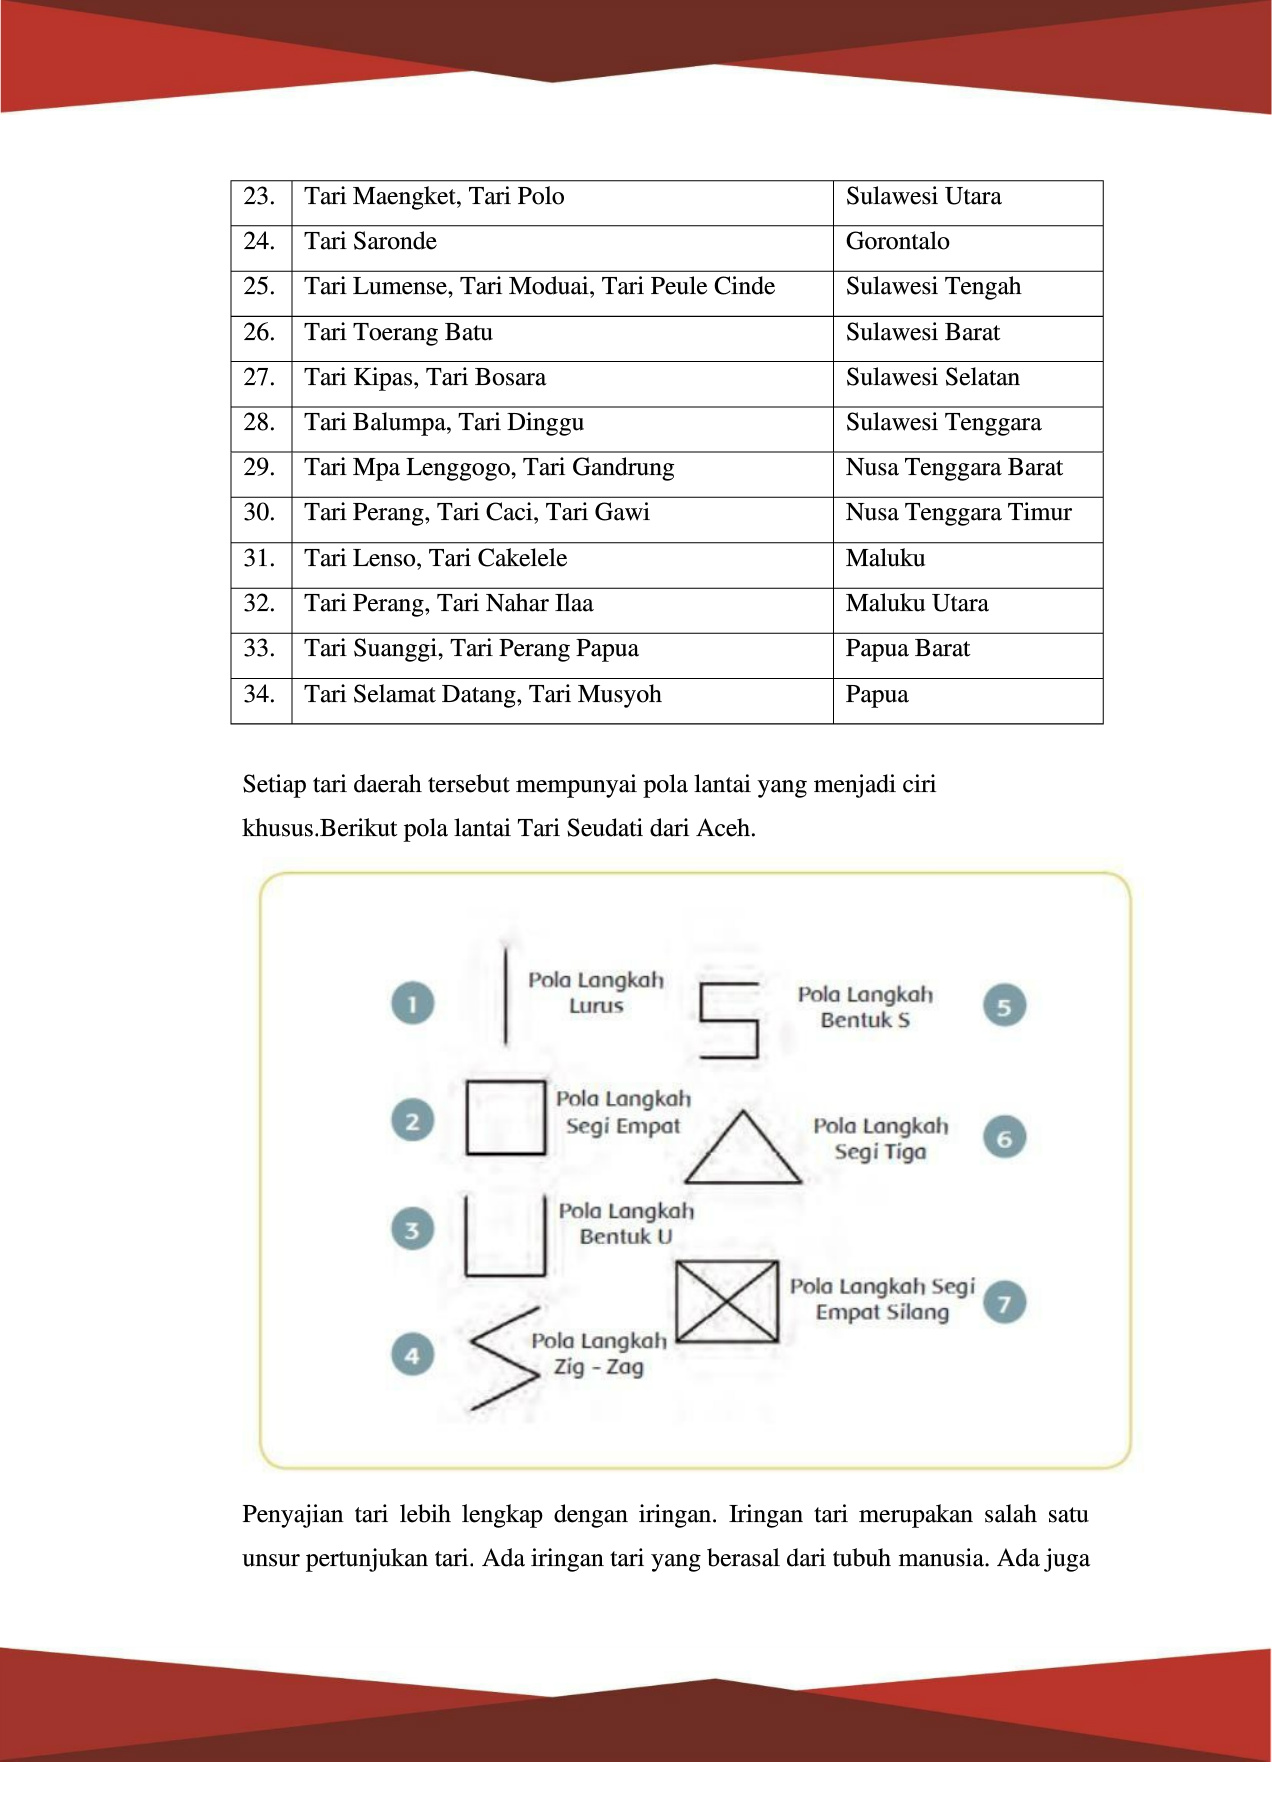 23. Tari Maengket, Tari Polo Sulawesi Utara
24. Tari Saronde Gorontalo
25. Tari Lumense, Tari Moduai, Tari Peule Cinde Sulawesi Tengah
26. Tari Toerang Batu Sulawesi Barat
27. Tari Kipas, Tari Bosara Sulawesi Selatan
28. Tari Balumpa, Tari Dinggu Sulawesi Tenggara
29. Tari Mpa Lenggogo, Tari Gandrung Nusa Tenggara Barat
30. Tari Perang, Tari Caci, Tari Gawi Nusa Tenggara Timur
31. Tari Lenso, Tari Cakelele Maluku
32. Tari Perang, Tari Nahar Ilaa Maluku Utara
33. Tari Suanggi, Tari Perang Papua Papua Barat
34. Tari Selamat Datang, Tari Musyoh Papua
Setiap tari daerah tersebut mempunyai pola lantai yang menjadi ciri
khusus.Berikut pola lantai Tari Seudati dari Aceh.
1
Pola Langkah
Lurus
2
Pola Langkah
Segi Empat
3
Pola Langkah
Bentuk U
4
Pola Langkah
Zig - Zag
Pola Langkah
Bentuk S
5
Pola Langkah
Segi Tiga
6
Pola Langkah Segi
Empat Silang
7
Penyajian tari lebih lengkap dengan iringan. Iringan tari merupakan salah satu
unsur pertunjukan tari. Ada iringan tari yang berasal dari tubuh manusia. Ada juga